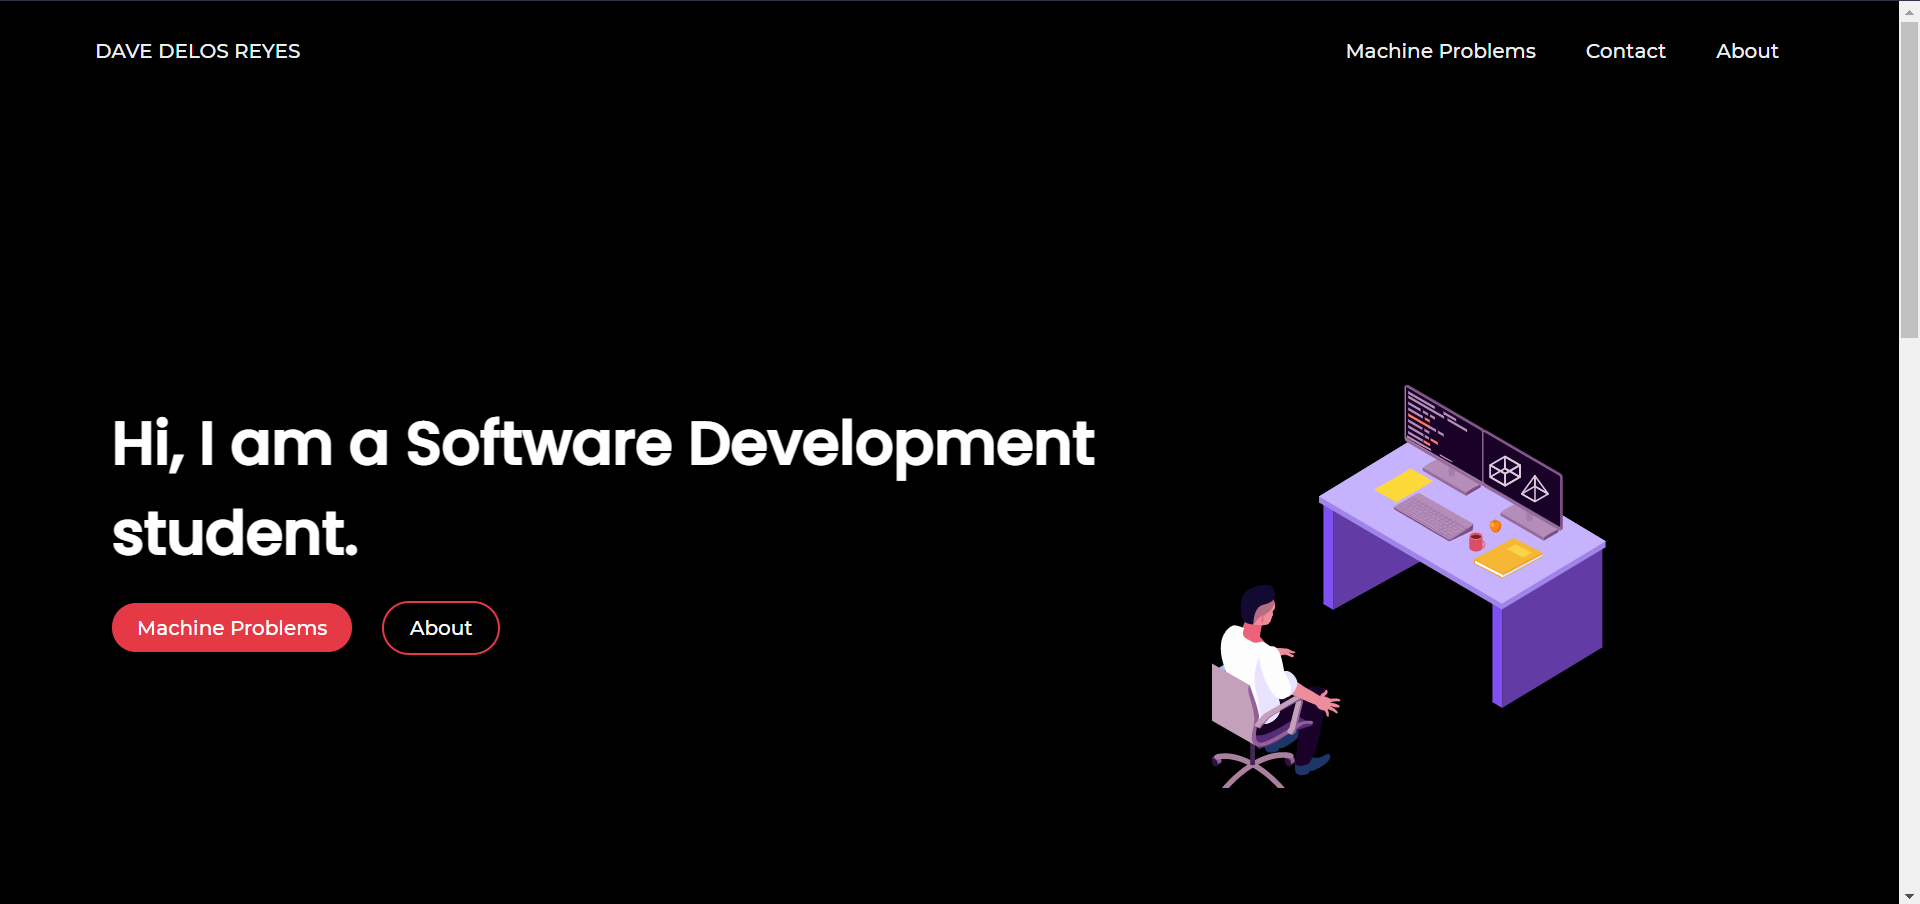 DAVE DELOS REYES
Machine Problems
Contact
About
Hi, I am a Software Development
student.
Machine Problems
About